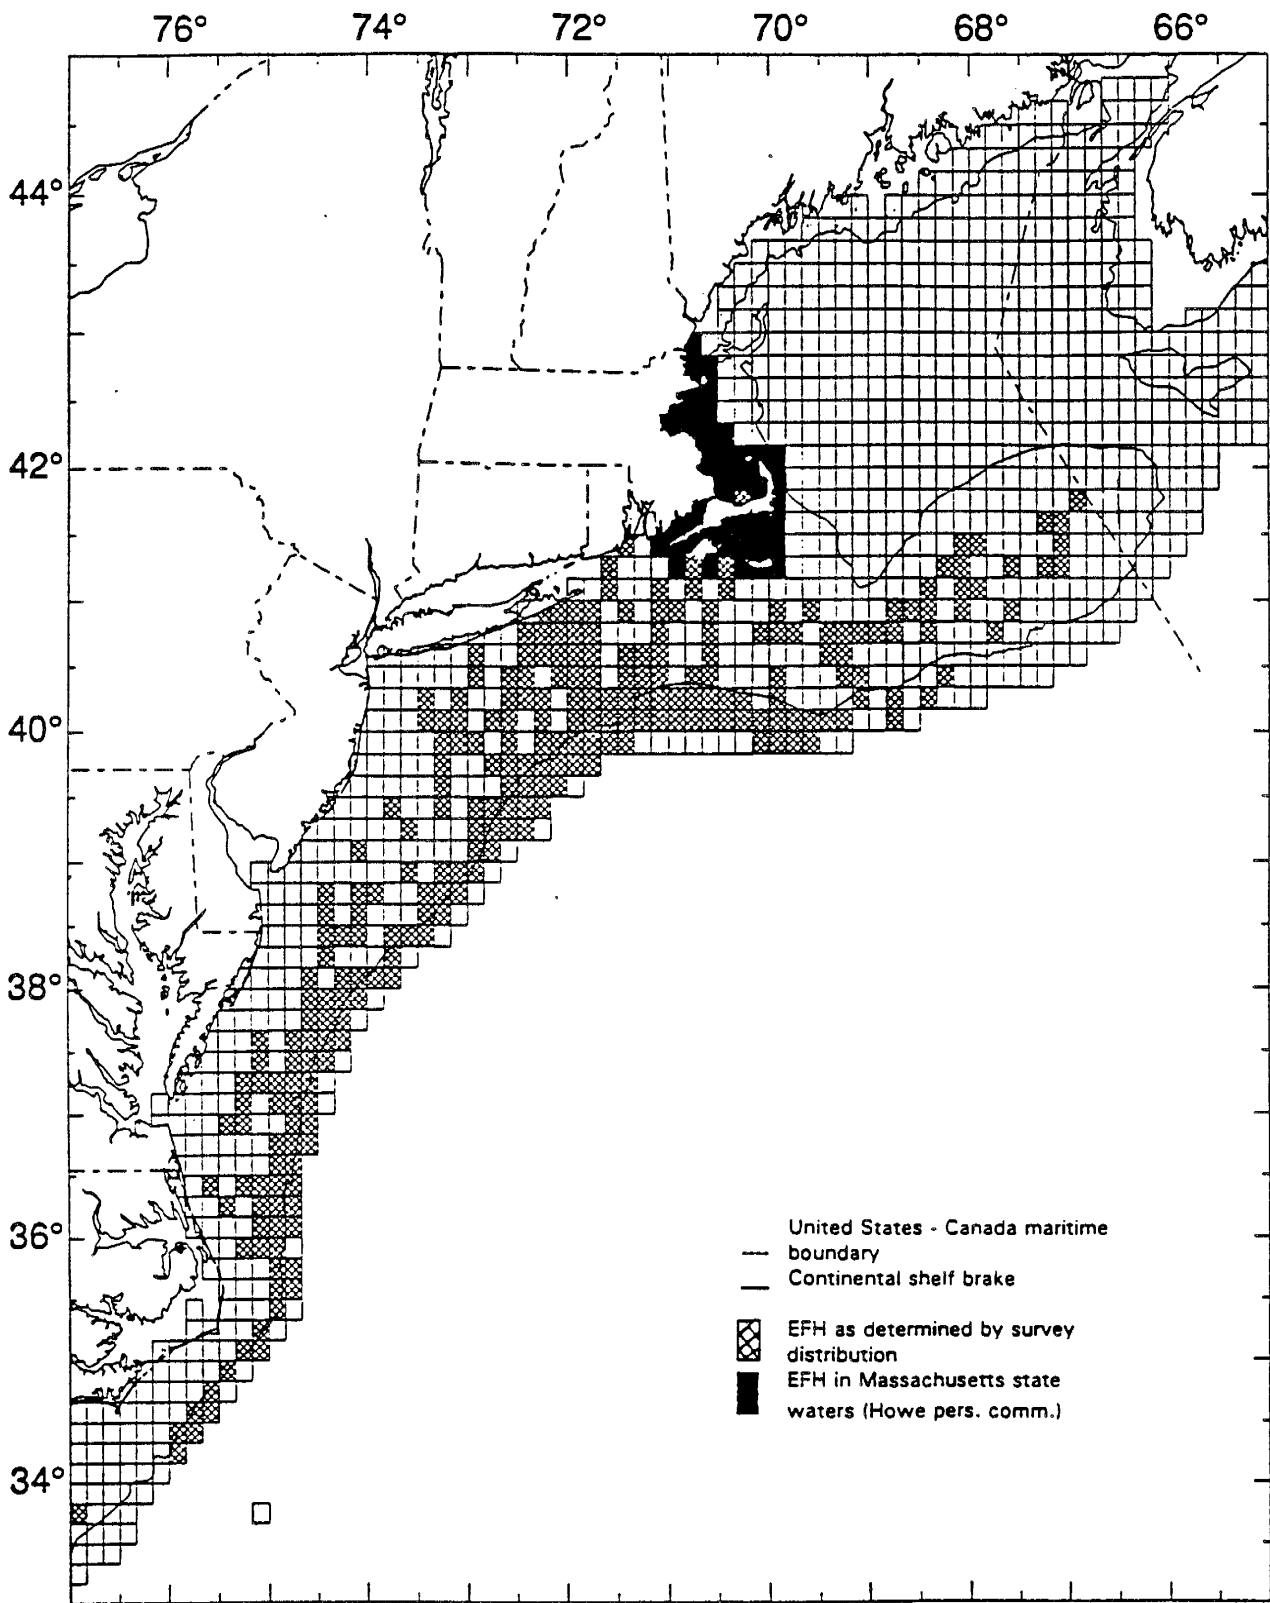 76° 74° 72° 70° 68° 66°
44°
42°
40°
38°
36°
34°
United States - Canada maritime
boundary
Continental shelf brake
EFH as determined by survey
distribution
EFH in Massachusetts state
waters (Howe pers. comm.)